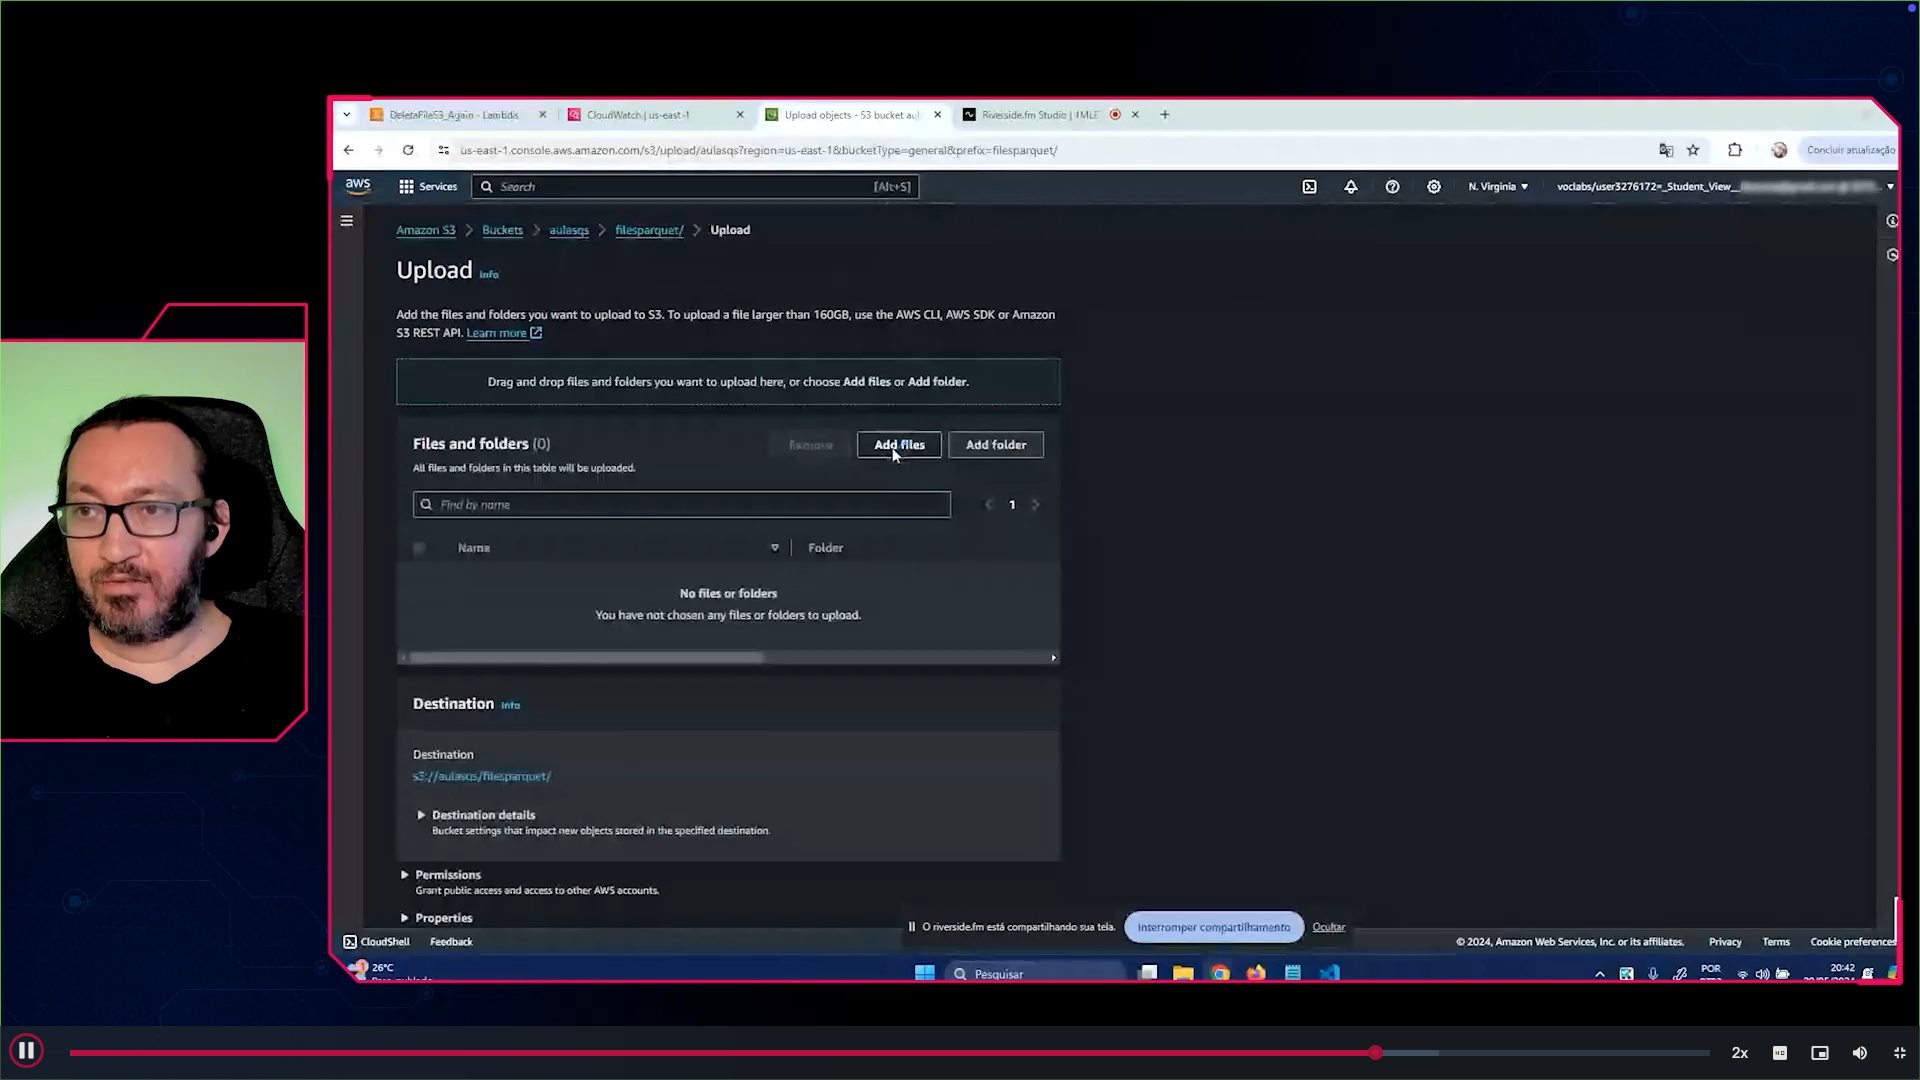 DeletaFileS3_Again - Lambda
CloudWatch | us-east-1
Upload objects - S3 bucket aul
Riverside.fm Studio | 1MLE
us-east-1.console.aws.amazon.com/s3/upload/aulasqs?region=us-east-1&bucketType=general&prefix=filesparquet/
Concluir atualização
aws
Services
Search
[Alt+S]
N. Virginia
voclabs/user3276172=_Student_View_
Amazon S3
Buckets
aulasqs
filesparquet/
Upload
Upload
Info
Add the files and folders you want to upload to S3. To upload a file larger than 160GB, use the AWS CLI, AWS SDK or Amazon
S3 REST API. Learn more
Drag and drop files and folders you want to upload here, or choose Add files or Add folder.
Files and folders (0)
Remove
Add files
Add folder
All files and folders in this table will be uploaded.
Find by name
1
Name
Folder
No files or folders
You have not chosen any files or folders to upload.
Destination
Info
Destination
s3://aulasqs/filesparquet/
Destination details
Bucket settings that impact new objects stored in the specified destination.
Permissions
Grant public access and access to other AWS accounts.
Properties
O riverside.fm está compartilhando sua tela.
Interromper compartilhamento
Ocultar
CloudShell
Feedback
© 2024, Amazon Web Services, Inc. or its affiliates.
Privacy
Terms
Cookie preferences
26°C
Pesquisar
POR
20:42
2x